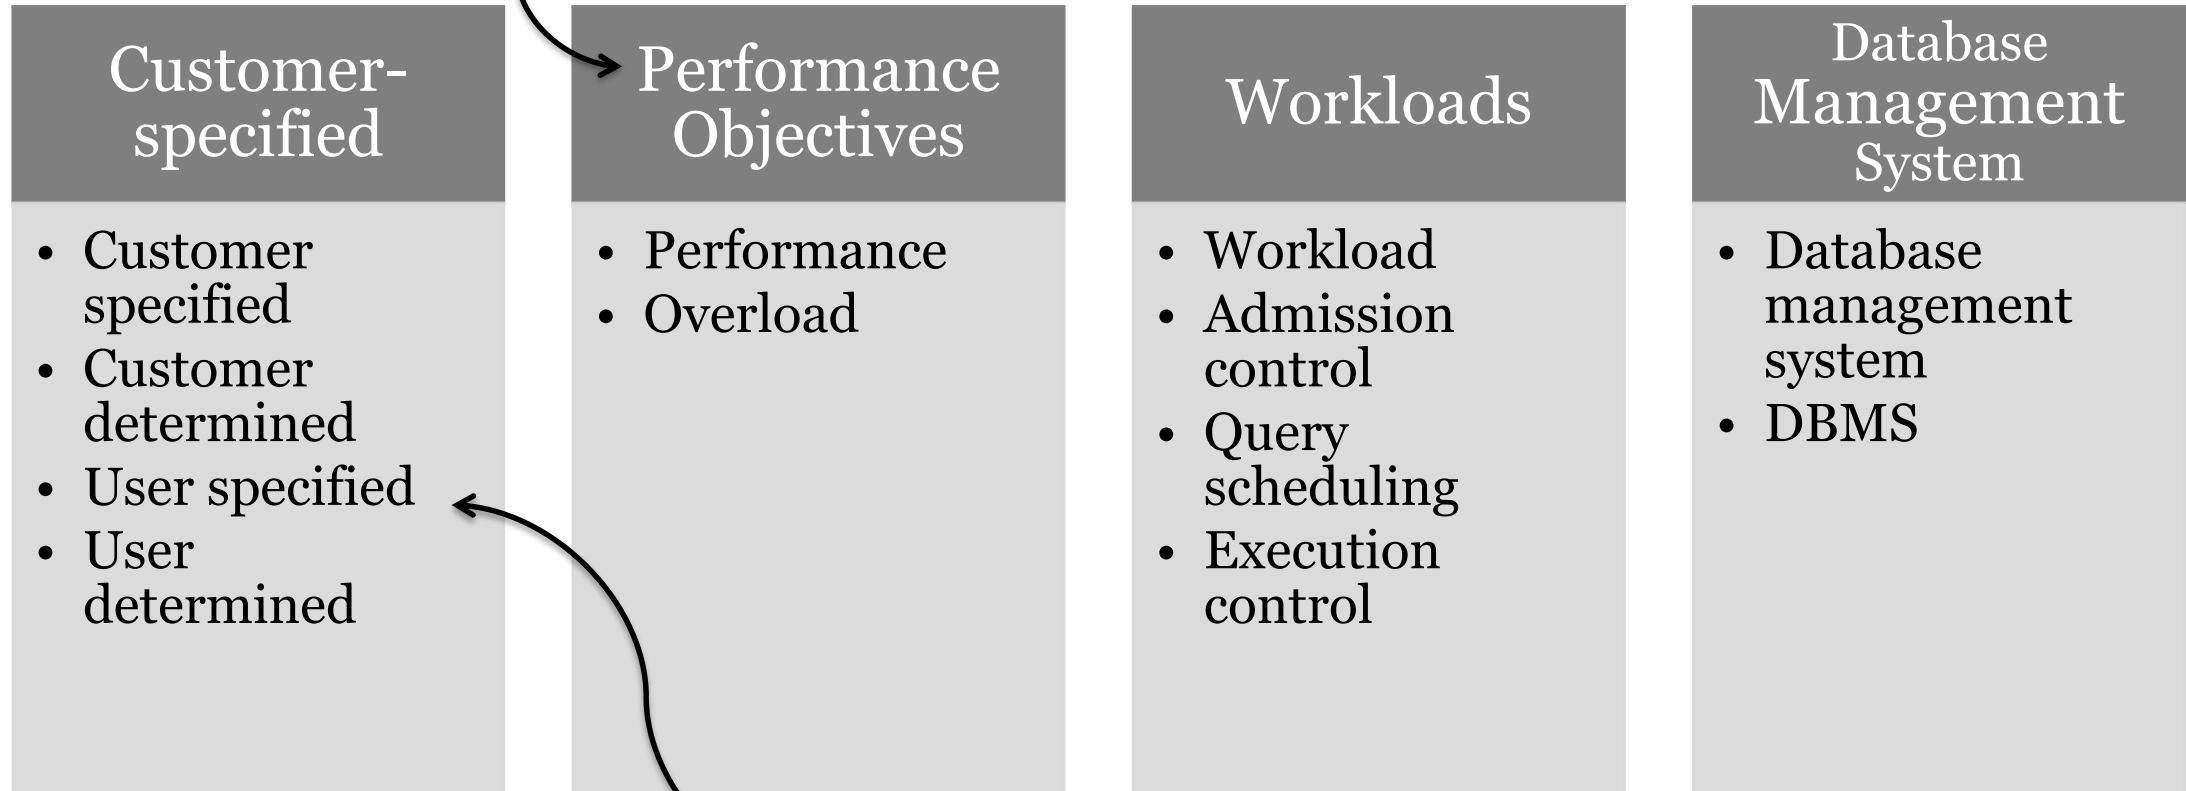 Customer-
specified
• Customer
specified
• Customer
determined
• User specified
• User
determined
Performance
Objectives
• Performance
• Overload
Workloads
• Workload
• Admission
control
• Query
scheduling
• Execution
control
Database
Management
System
• Database
management
system
• DBMS